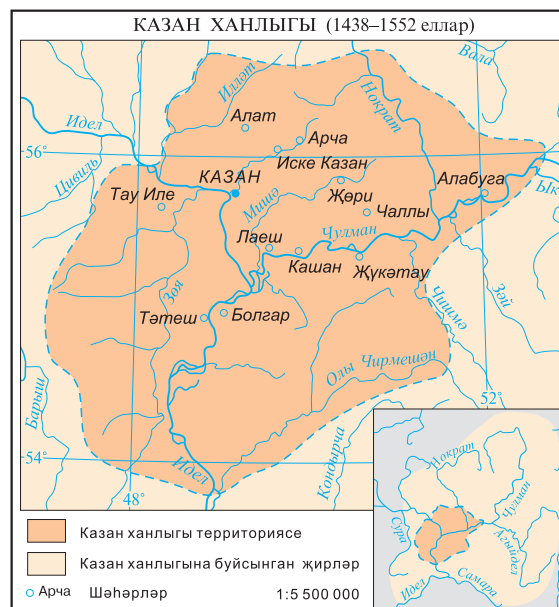 КАЗАН ХАНЛЫГЫ (1438–1552 еллар)
Вала
Илләт
Нократ
Идел
Алат
Арча
56°
Иске Казан
Цивиль
КАЗАН
Алабуга
Тау Иле
Мишә
Җөри
Ык
Чаллы
Лаеш
Чулман
Кашан
Җүкәтау
Зөя
Чишмә
Зәй
Тәтеш
Болгар
Олы Чирмешән
Барыш
52°
54°
Идел
Кондырча
48°
Нократ
Чулман
Сура
Агыйдел
Идел
Самара
Казан ханлыгы территориясе
Казан ханлыгына буйсынган җирләр
Арча Шәһәрләр 1:5 500 000